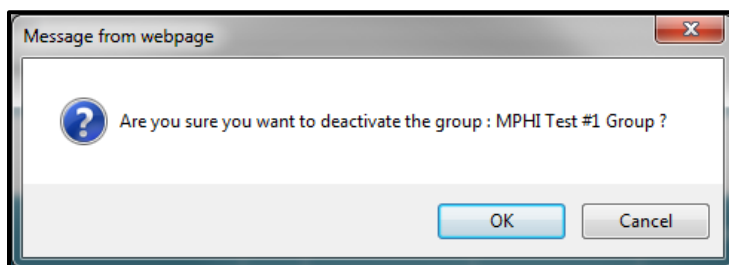 Message from webpage
Are you sure you want to deactivate the group : MPHI Test #1 Group ?
OK
Cancel